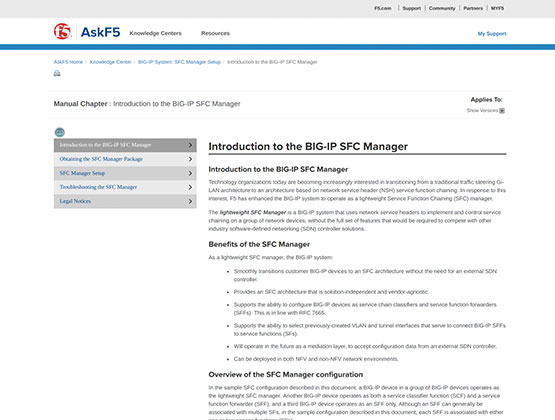 F5.com | Support | Community | Partners | MYF5
f5 AskF5 Knowledge Centers Resources My Support
AskF5 Home / Knowledge Center / BIG-IP System: SFC Manager Setup / Introduction to the BIG-IP SFC Manager
Manual Chapter : Introduction to the BIG-IP SFC Manager
Applies To:
Show Versions
Introduction to the BIG-IP SFC Manager
Obtaining the SFC Manager Package
SFC Manager Setup
Troubleshooting the SFC Manager
Legal Notices
Introduction to the BIG-IP SFC Manager
Introduction to the BIG-IP SFC Manager
Technology organizations today are becoming increasingly interested in transitioning from a traditional traffic steering Gi-
LAN architecture to an architecture based on network service header (NSH) service function chaining. In response to this
interest, F5 has enhanced the BIG-IP system to operate as a lightweight Service Function Chaining (SFC) manager.
The lightweight SFC Manager is a BIG-IP system that uses network service headers to implement and control service
chaining on a group of network devices, without the full set of features that would be required to compete with other
industry software-defined networking (SDN) controller solutions.
Benefits of the SFC Manager
As a lightweight SFC manager, the BIG-IP system:
• Smoothly transitions customer BIG-IP devices to an SFC architecture without the need for an external SDN
controller.
• Provides an SFC architecture that is solution-independent and vendor-agnostic.
• Supports the ability to configure BIG-IP devices as service chain classifiers and service function forwarders
(SFFs). This is in line with RFC 7665.
• Supports the ability to select previously-created VLAN and tunnel interfaces that serve to connect BIG-IP SFFs
to service functions (SFs).
• Will operate in the future as a mediation layer, to accept configuration data from an external SDN controller.
• Can be deployed in both NFV and non-NFV network environments.
Overview of the SFC Manager configuration
In the sample SFC configuration described in this document, a BIG-IP device in a group of BIG-IP devices operates as
the lightweight SFC manager. Another BIG-IP device operates as both a service classifier (SCF) and a service
function forwarder (SFF), and a third BIG-IP device operates as an SFF only. Although an SFF can generally be
associated with multiple SFs, in the sample configuration described in this document, each SFF is associated with either